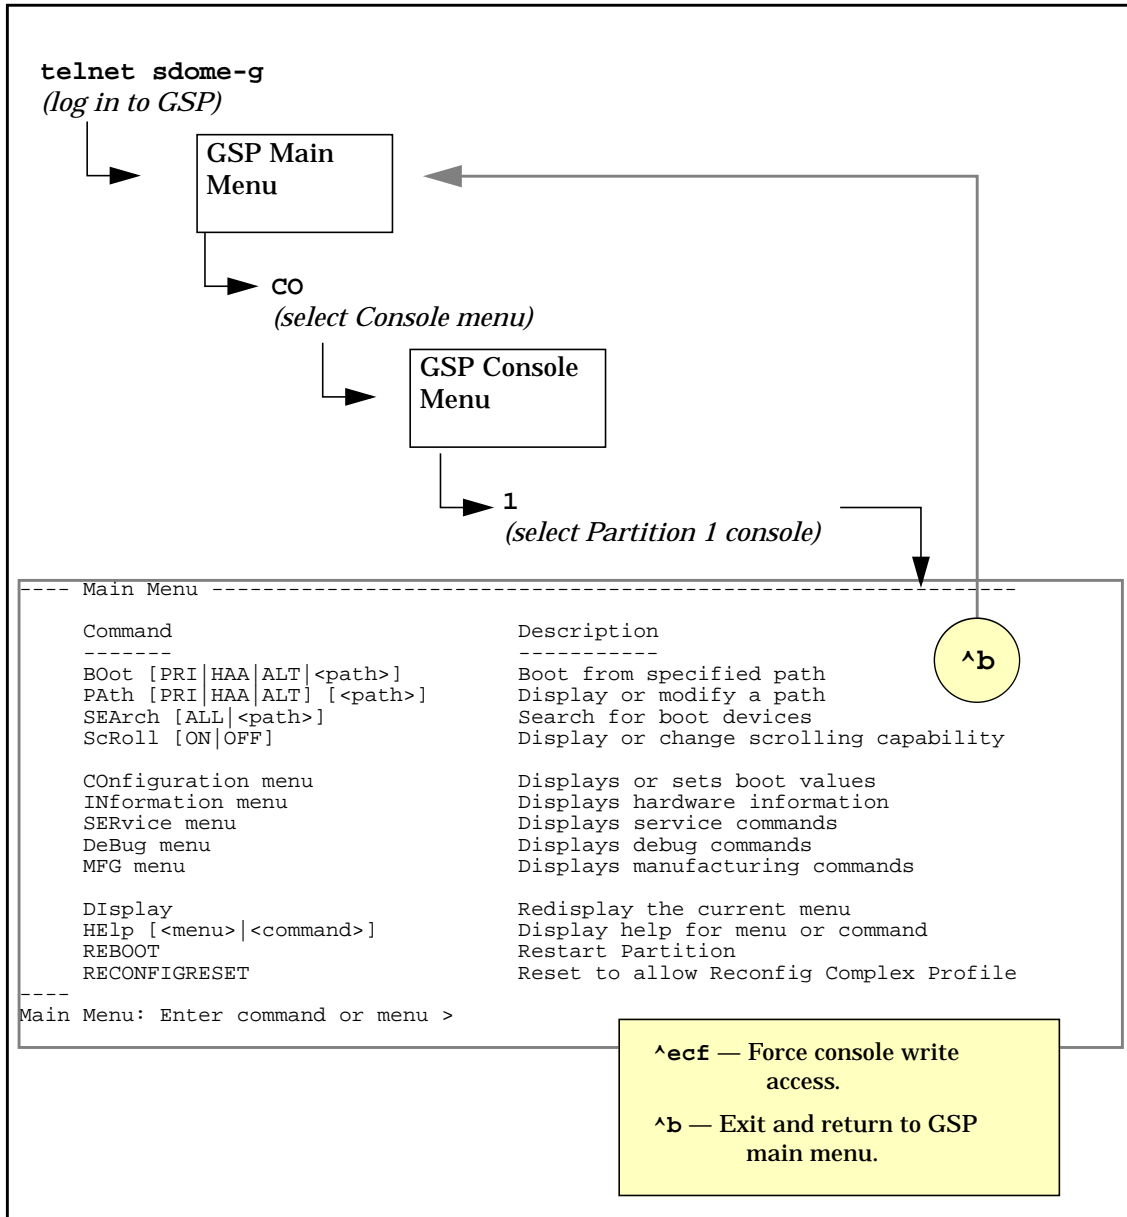 telnet sdome-g
(log in to GSP)
GSP Main
Menu
CO
(select Console menu)
GSP Console
Menu
1
(select Partition 1 console)
---- Main Menu ---------------------------------------------------------------
Command                           Description
-------                           -----------
BOot [PRI|HAA|ALT|<path>]         Boot from specified path
PAth [PRI|HAA|ALT] [<path>]       Display or modify a path
SEArch [ALL|<path>]               Search for boot devices
ScRoll [ON|OFF]                   Display or change scrolling capability
COnfiguration menu                Displays or sets boot values
INformation menu                  Displays hardware information
SERvice menu                      Displays service commands
DeBug menu                        Displays debug commands
MFG menu                          Displays manufacturing commands
DIsplay                           Redisplay the current menu
HElp [<menu>|<command>]           Display help for menu or command
REBOOT                            Restart Partition
RECONFIGRESET                     Reset to allow Reconfig Complex Profile
----
Main Menu: Enter command or menu >
^b
^ecf — Force console write
access.
^b — Exit and return to GSP
main menu.